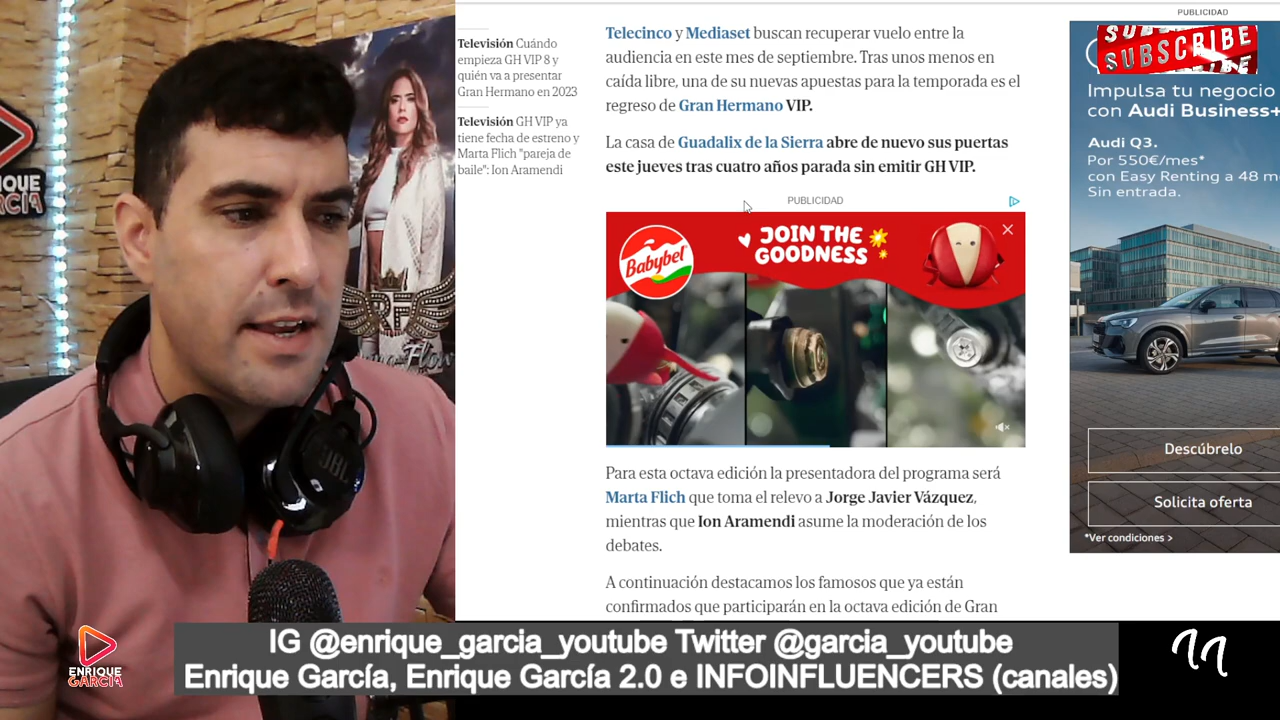 Televisión Cuándo
empieza GH VIP 8 y
quién va a presentar
Gran Hermano en 2023
Televisión GH VIP ya
tiene fecha de estreno y
Marta Flich "pareja de
baile": Ion Aramendi
Telecinco y Mediaset buscan recuperar vuelo entre la
audiencia en este mes de septiembre. Tras unos menos en
caída libre, una de su nuevas apuestas para la temporada es el
regreso de Gran Hermano VIP.
La casa de Guadalix de la Sierra abre de nuevo sus puertas
este jueves tras cuatro años parada sin emitir GH VIP.
PUBLICIDAD
Babybel
JOIN THE
GOODNESS
Para esta octava edición la presentadora del programa será
Marta Flich que toma el relevo a Jorge Javier Vázquez,
mientras que Ion Aramendi asume la moderación de los
debates.
A continuación destacamos los famosos que ya están
confirmados que participarán en la octava edición de Gran
PUBLICIDAD
SUBSCRIBE
Impulsa tu negocio
con Audi Business+
Audi Q3.
Por 550€/mes*
con Easy Renting a 48 m
Sin entrada.
Descúbrelo
Solicita oferta
*Ver condiciones >
RF
JBL
ENRIQUE
GARCÍA
IG @enrique_garcia_youtube Twitter @garcia_youtube
Enrique García, Enrique García 2.0 e INFOINFLUENCERS (canales)